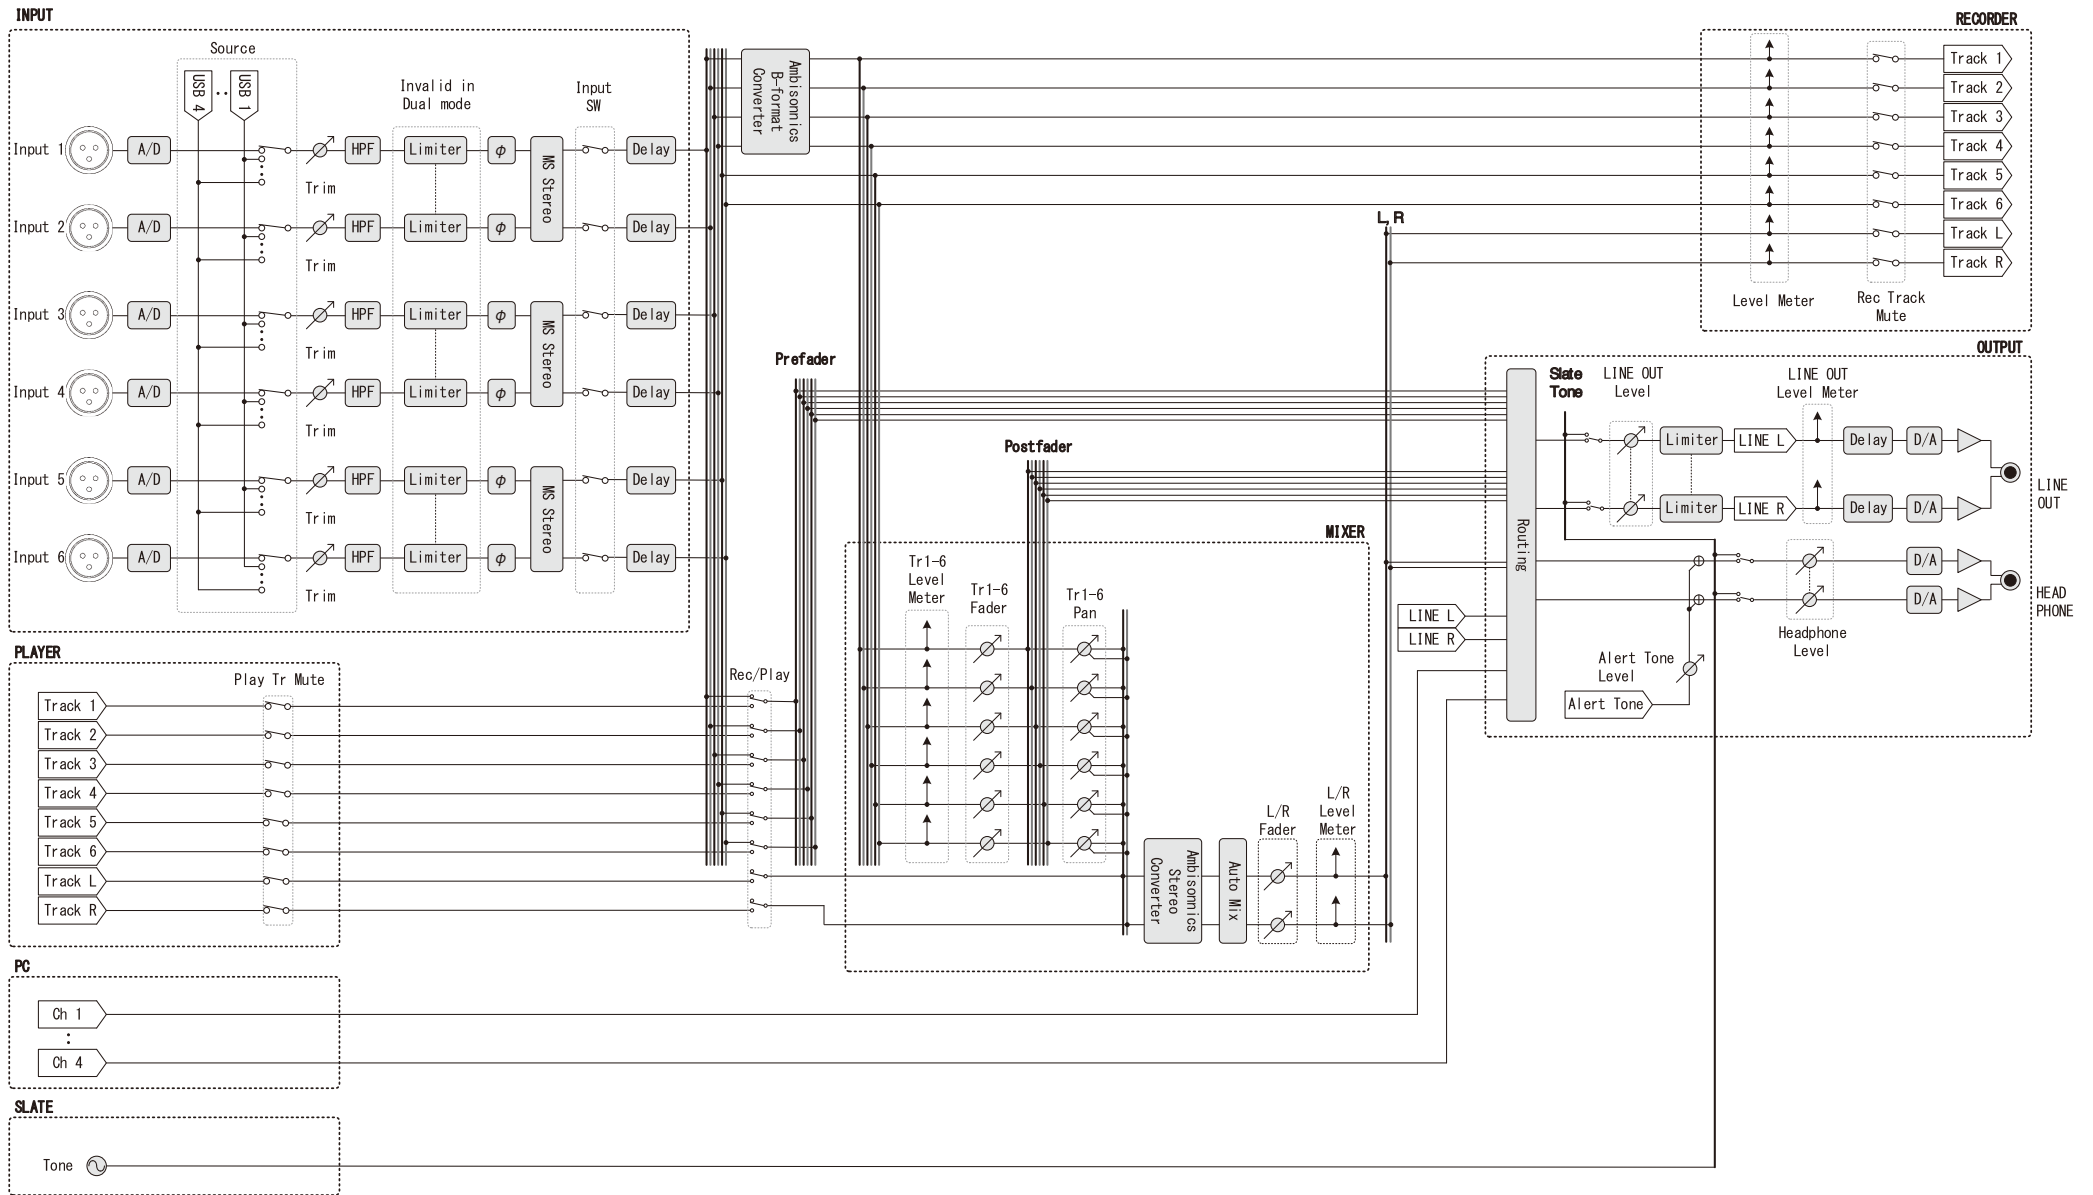 INPUT
Source
USB 4
USB 1
Invalid in
Dual mode
Input
SW
Input 1
A/D
Trim
HPF
Limiter
φ
MS Stereo
Delay
Input 2
A/D
Trim
HPF
Limiter
φ
Delay
Input 3
A/D
Trim
HPF
Limiter
φ
MS Stereo
Delay
Input 4
A/D
Trim
HPF
Limiter
φ
Delay
Input 5
A/D
Trim
HPF
Limiter
φ
MS Stereo
Delay
Input 6
A/D
Trim
HPF
Limiter
φ
Delay
Ambisonnics
B-format
Converter
RECORDER
Track 1
Track 2
Track 3
Track 4
Track 5
Track 6
Track L
Track R
Level Meter
Rec Track
Mute
L, R
Prefader
Postfader
PLAYER
Play Tr Mute
Track 1
Track 2
Track 3
Track 4
Track 5
Track 6
Track L
Track R
Rec/Play
MIXER
Tr1-6
Level
Meter
Tr1-6
Fader
Tr1-6
Pan
Ambisonnics
Stereo
Converter
Auto Mix
L/R
Fader
L/R
Level
Meter
OUTPUT
Routing
Slate
Tone
LINE OUT
Level
LINE OUT
Level Meter
Limiter
LINE L
Delay
D/A
Limiter
LINE R
Delay
D/A
LINE
OUT
D/A
D/A
HEAD
PHONE
Headphone
Level
LINE L
LINE R
Alert Tone
Level
Alert Tone
PC
Ch 1
Ch 4
SLATE
Tone